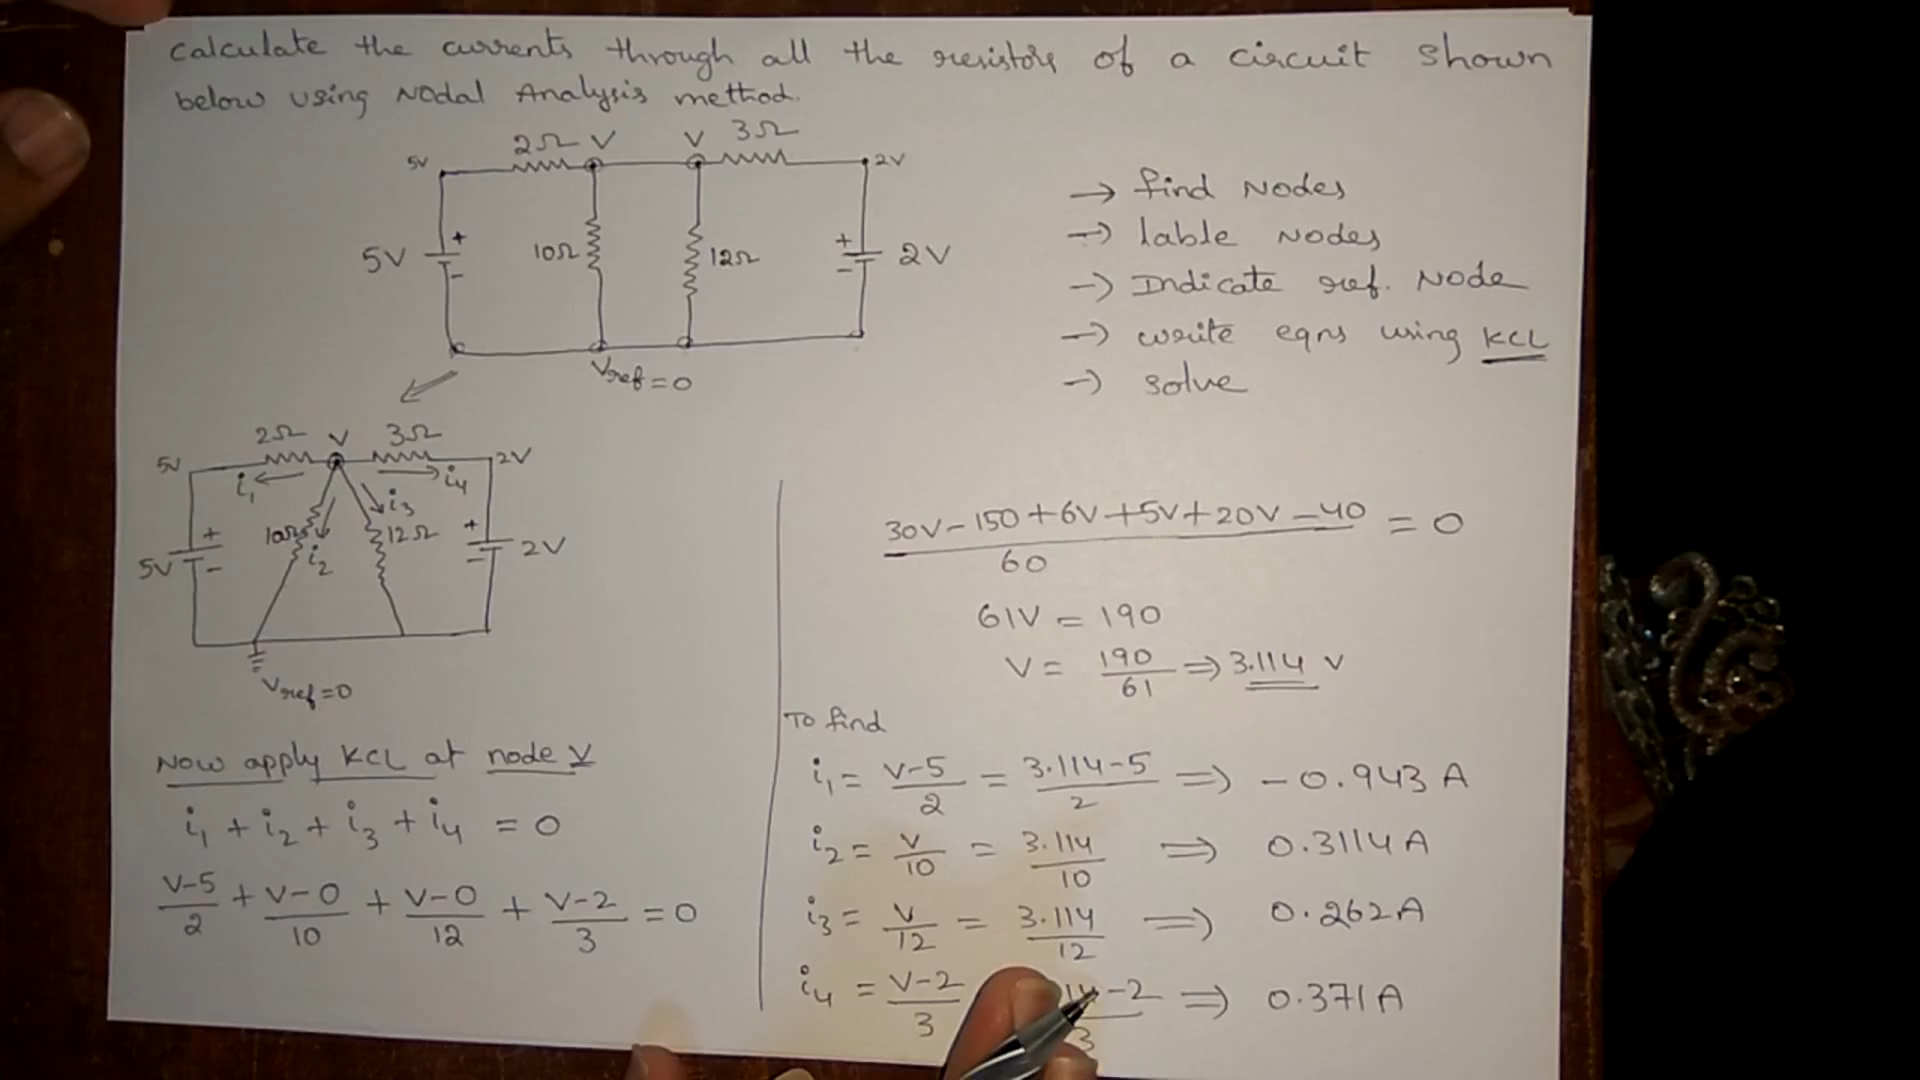 Calculate the currents through all the resistors of a circuit shown
below using Nodal Analysis method.
5V 2Ω V V 3Ω 2V
5V + - 10Ω 12Ω + - 2V
Vref = 0
→ find Nodes
→ lable Nodes
→ Indicate ref. Node
→ write eqns using KCL
→ solve
5V 2Ω V 3Ω 2V
i₁ i₃ i₄
5V + - 10Ω i₂ 12Ω + - 2V
Vref = 0
Now apply KCL at node V
i₁ + i₂ + i₃ + i₄ = 0
V-5/2 + V-0/10 + V-0/12 + V-2/3 = 0
30V - 150 + 6V + 5V + 20V - 40/60 = 0
61V = 190
V = 190/61 ⇒ 3.114 V
To find
i₁ = V-5/2 = 3.114-5/2 ⇒ -0.943 A
i₂ = V/10 = 3.114/10 ⇒ 0.3114 A
i₃ = V/12 = 3.114/12 ⇒ 0.262 A
i₄ = V-2/3 14-2/3 ⇒ 0.371 A